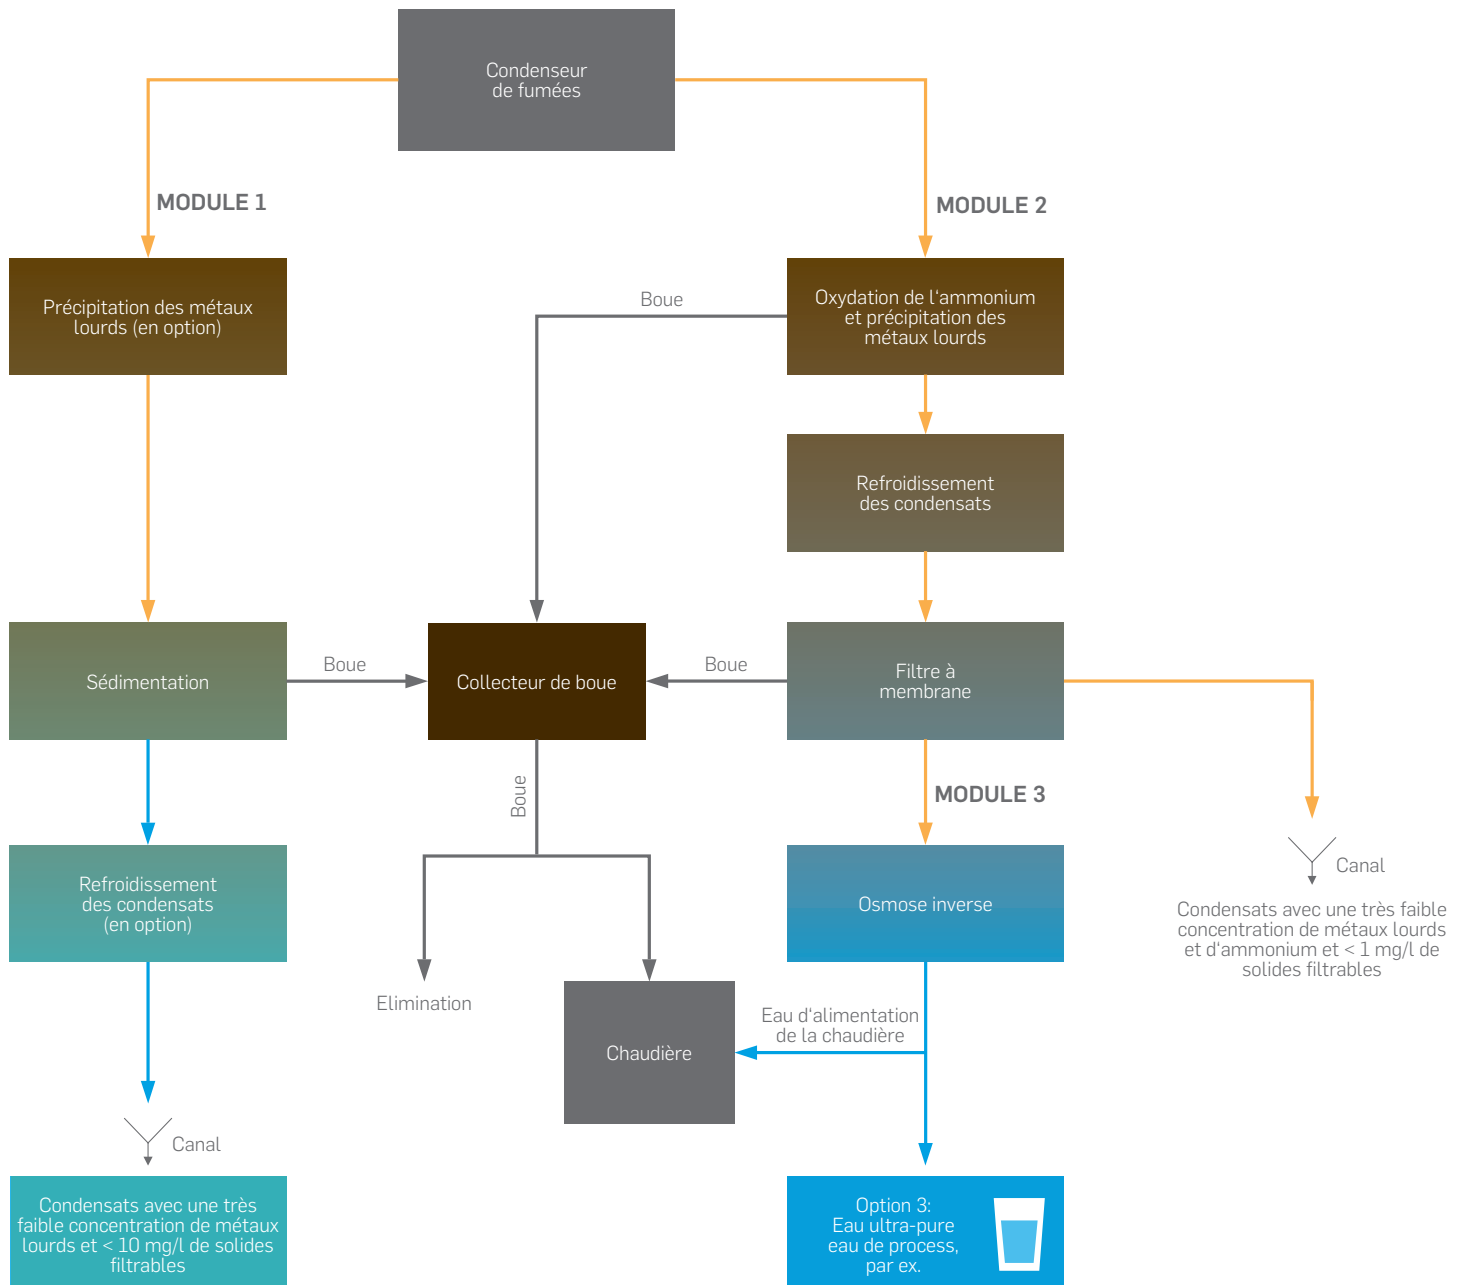 Condenseur
de fumées
MODULE 1
MODULE 2
Précipitation des métaux
lourds (en option)
Boue
Oxydation de l‘ammonium
et précipitation des
métaux lourds
Refroidissement
des condensats
Sédimentation
Boue
Collecteur de boue
Boue
Filtre à
membrane
Boue
MODULE 3
Refroidissement
des condensats
(en option)
Osmose inverse
Canal
Condensats avec une très faible
concentration de métaux lourds
et d‘ammonium et < 1 mg/l de
solides filtrables
Elimination
Chaudière
Eau d‘alimentation
de la chaudière
Canal
Condensats avec une très
faible concentration de métaux
lourds et < 10 mg/l de solides
filtrables
Option 3:
Eau ultra-pure
eau de process,
par ex.